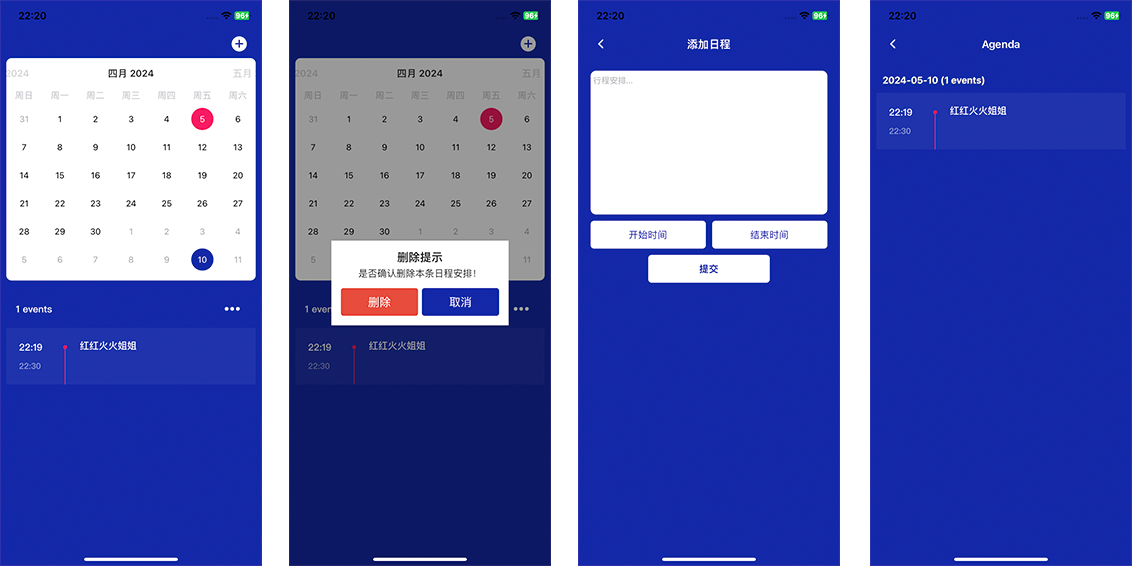 22:20
96
2024 四月 2024 五月
周日 周一 周二 周三 周四 周五 周六
31 1 2 3 4 5 6
7 8 9 10 11 12 13
14 15 16 17 18 19 20
21 22 23 24 25 26 27
28 29 30 1 2 3 4
5 6 7 8 9 10 11
1 events
22:19 红红火火姐姐
22:30
22:20
96
2024 四月 2024 五月
周日 周一 周二 周三 周四 周五 周六
31 1 2 3 4 5 6
7 8 9 10 11 12 13
14 15 16 17 18 19 20
21 22 23 24 25 26 27
28 29 30 1 2 3 4
5 11
删除提示
是否确认删除本条日程安排！
删除 取消
1 even
22:19 红红火火姐姐
22:30
22:20
96
添加日程
行程安排...
开始时间 结束时间
提交
22:20
96
Agenda
2024-05-10 (1 events)
22:19 红红火火姐姐
22:30